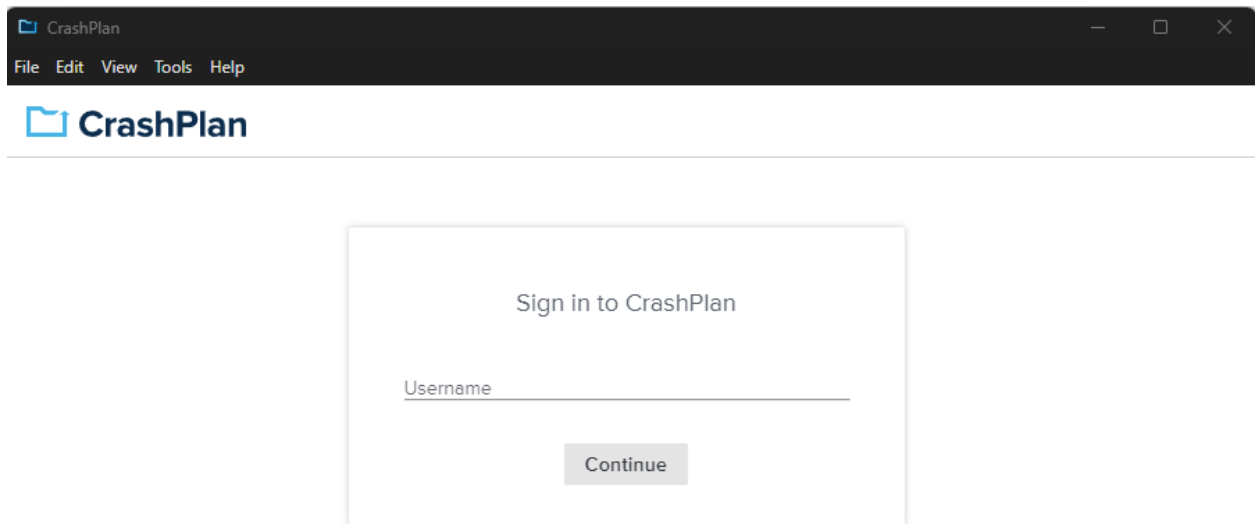 CrashPlan
File Edit View Tools Help
CrashPlan
Sign in to CrashPlan
Username
Continue